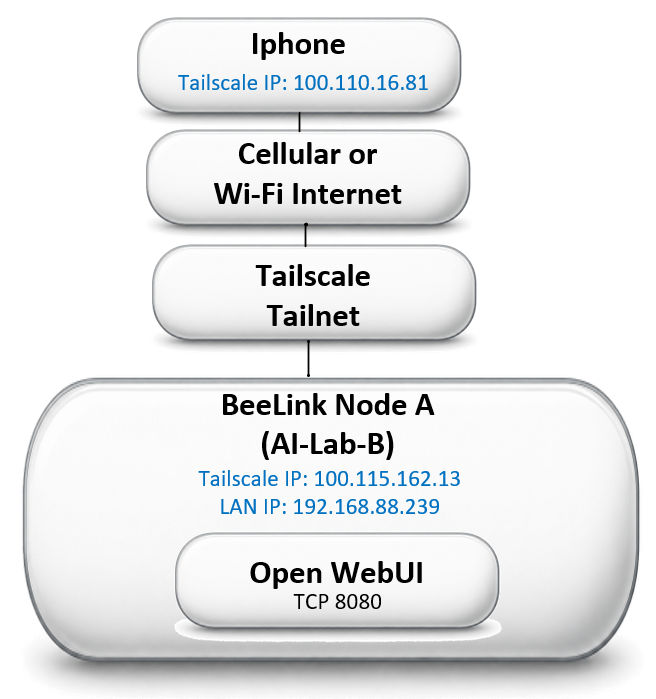 Iphone
Tailscale IP: 100.110.16.81
Cellular or
Wi-Fi Internet
Tailscale
Tailnet
BeeLink Node A
(AI-Lab-B)
Tailscale IP: 100.115.162.13
LAN IP: 192.168.88.239
Open WebUI
TCP 8080